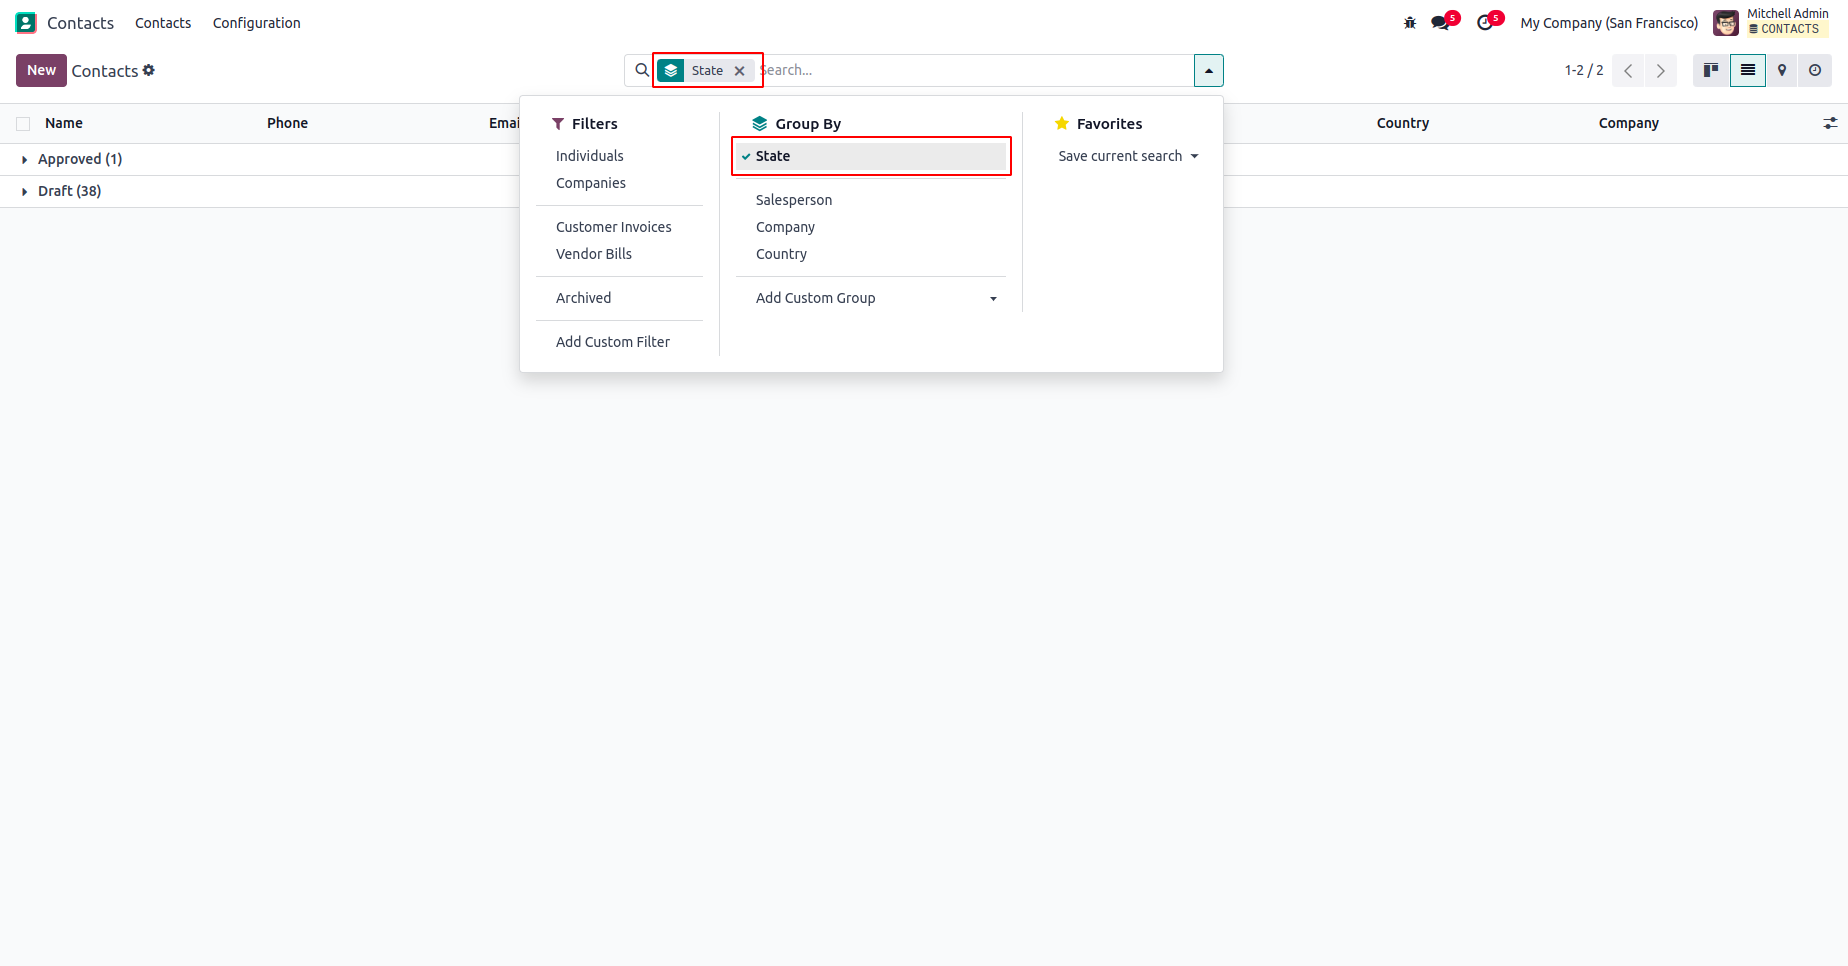 Contacts Contacts Configuration 5 5 My Company (San Francisco) Mitchell Admin
CONTACTS
New Contacts State Search... 1-2 / 2
Name Phone Emai Country Company
Approved (1)
Draft (38)
Filters
Individuals
Companies
Customer Invoices
Vendor Bills
Archived
Add Custom Filter
Group By
State
Salesperson
Company
Country
Add Custom Group
Favorites
Save current search